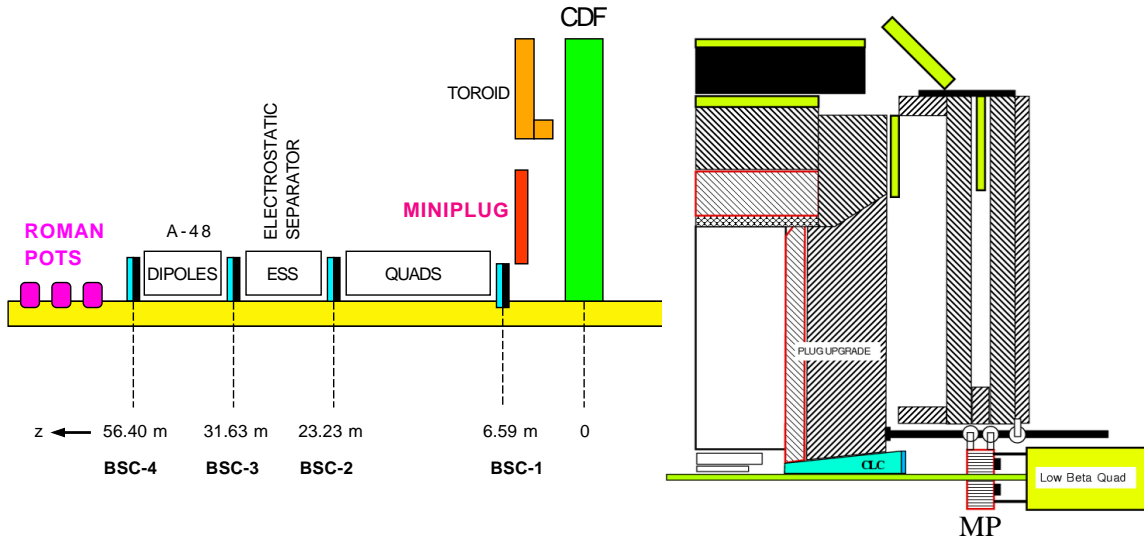 CDF
TOROID
ELECTROSTATIC
SEPARATOR
MINIPLUG
ROMAN
POTS
A-48
DIPOLES
ESS
QUADS
z
56.40 m
31.63 m
23.23 m
6.59 m
0
BSC-4
BSC-3
BSC-2
BSC-1
PLUG UPGRADE
CLC
Low Beta Quad
MP